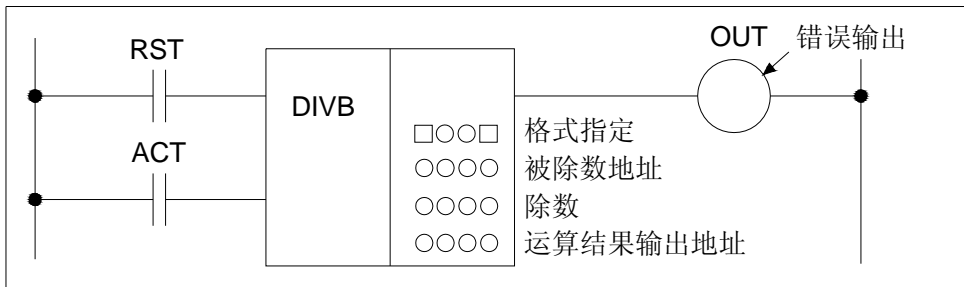 RST
OUT
错误输出
DIVB
□○○□ 格式指定
ACT
○○○○ 被除数地址
○○○○ 除数
○○○○ 运算结果输出地址